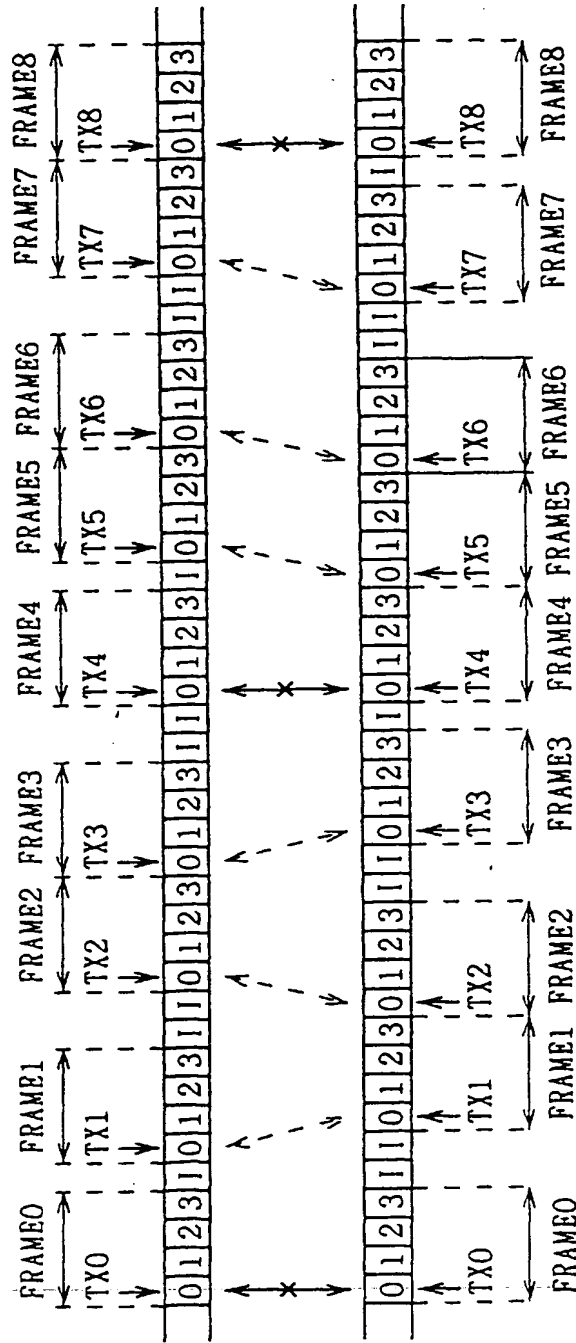 FRAME0 FRAME1 FRAME2 FRAME3 FRAME4 FRAME5 FRAME6 FRAME7 FRAME8
TX0 TX1 TX2 TX3 TX4 TX5 TX6 TX7 TX8
0 1 2 3 I 0 1 2 3 I I 0 1 2 3 0 1 2 3 I I 0 1 2 3 I 0 1 2 3 0 1 2 3 I I 0 1 2 3 0 1 2 3
0 1 2 3 I I 0 1 2 3 0 1 2 3 I I 0 1 2 3 I 0 1 2 3 0 1 2 3 0 1 2 3 I I 0 1 2 3 I 0 1 2 3
TX0 TX1 TX2 TX3 TX4 TX5 TX6 TX7 TX8
FRAME0 FRAME1 FRAME2 FRAME3 FRAME4 FRAME5 FRAME6 FRAME7 FRAME8